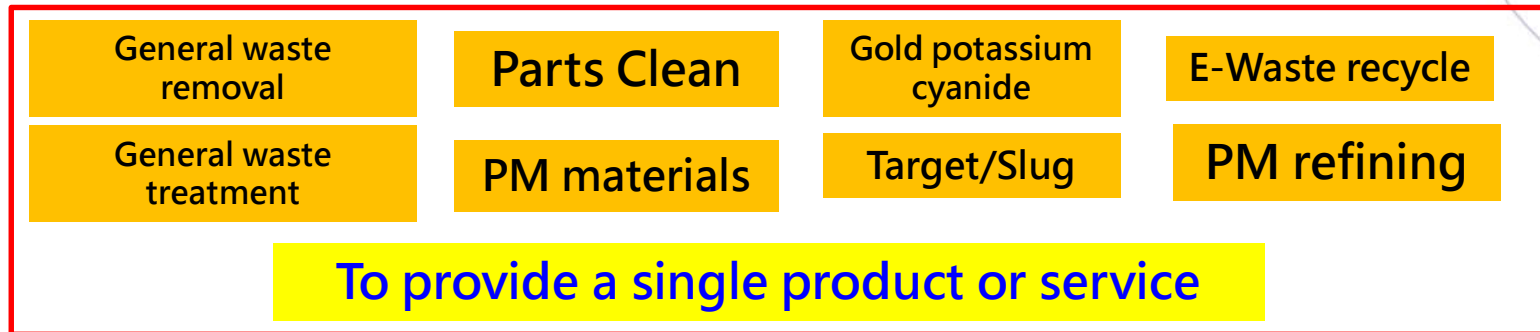 General waste
removal
Parts Clean
Gold potassium
cyanide
E-Waste recycle
General waste
treatment
PM materials
Target/Slug
PM refining
To provide a single product or service